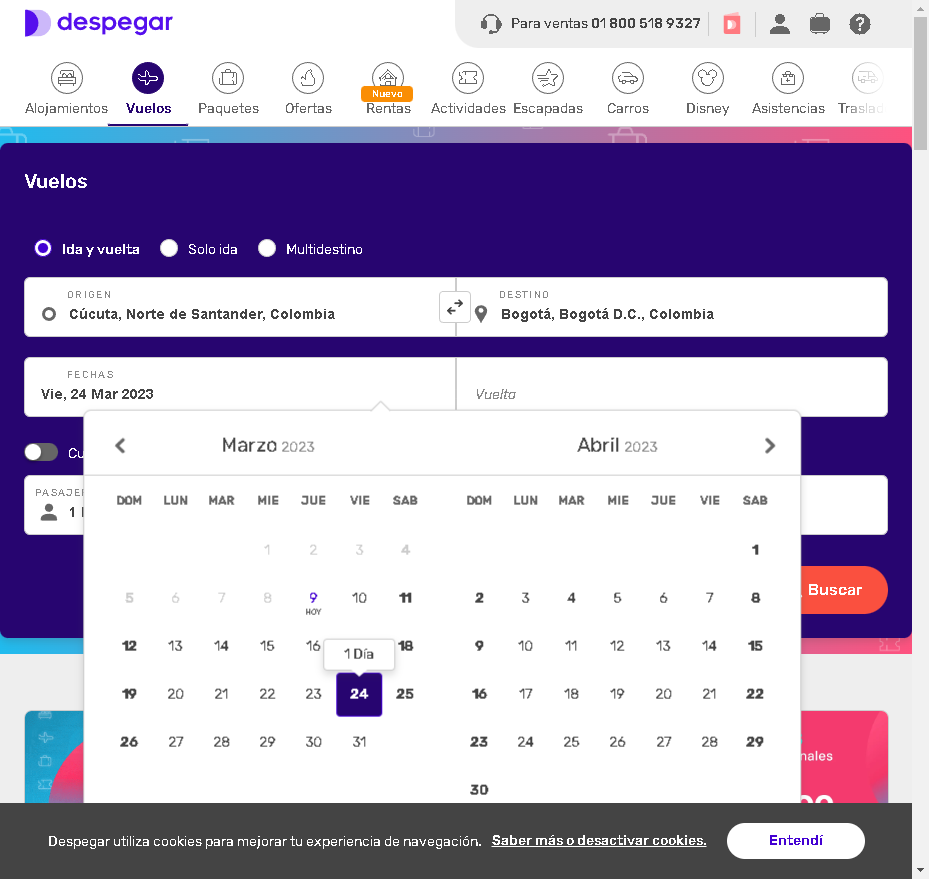 despegar
Para ventas 01 800 518 9327
Alojamientos Vuelos Paquetes Ofertas Nuevo Rentas Actividades Escapadas Carros Disney Asistencias Traslad
Vuelos
Ida y vuelta Solo ida Multidestino
ORIGEN DESTINO
Cúcuta, Norte de Santander, Colombia Bogotá, Bogotá D.C., Colombia
FECHAS
Vie, 24 Mar 2023 Vuelta
Marzo 2023 Abril 2023
DOM LUN MAR MIE JUE VIE SAB DOM LUN MAR MIE JUE VIE SAB
1 2 3 4 1
5 6 7 8 9 10 11 2 3 4 5 6 7 8
HOY
12 13 14 15 16 18 9 10 11 12 13 14 15
1 Día
19 20 21 22 23 24 25 16 17 18 19 20 21 22
26 27 28 29 30 31 23 24 25 26 27 28 29
30
Buscar
Despegar utiliza cookies para mejorar tu experiencia de navegación. Saber más o desactivar cookies. Entendí